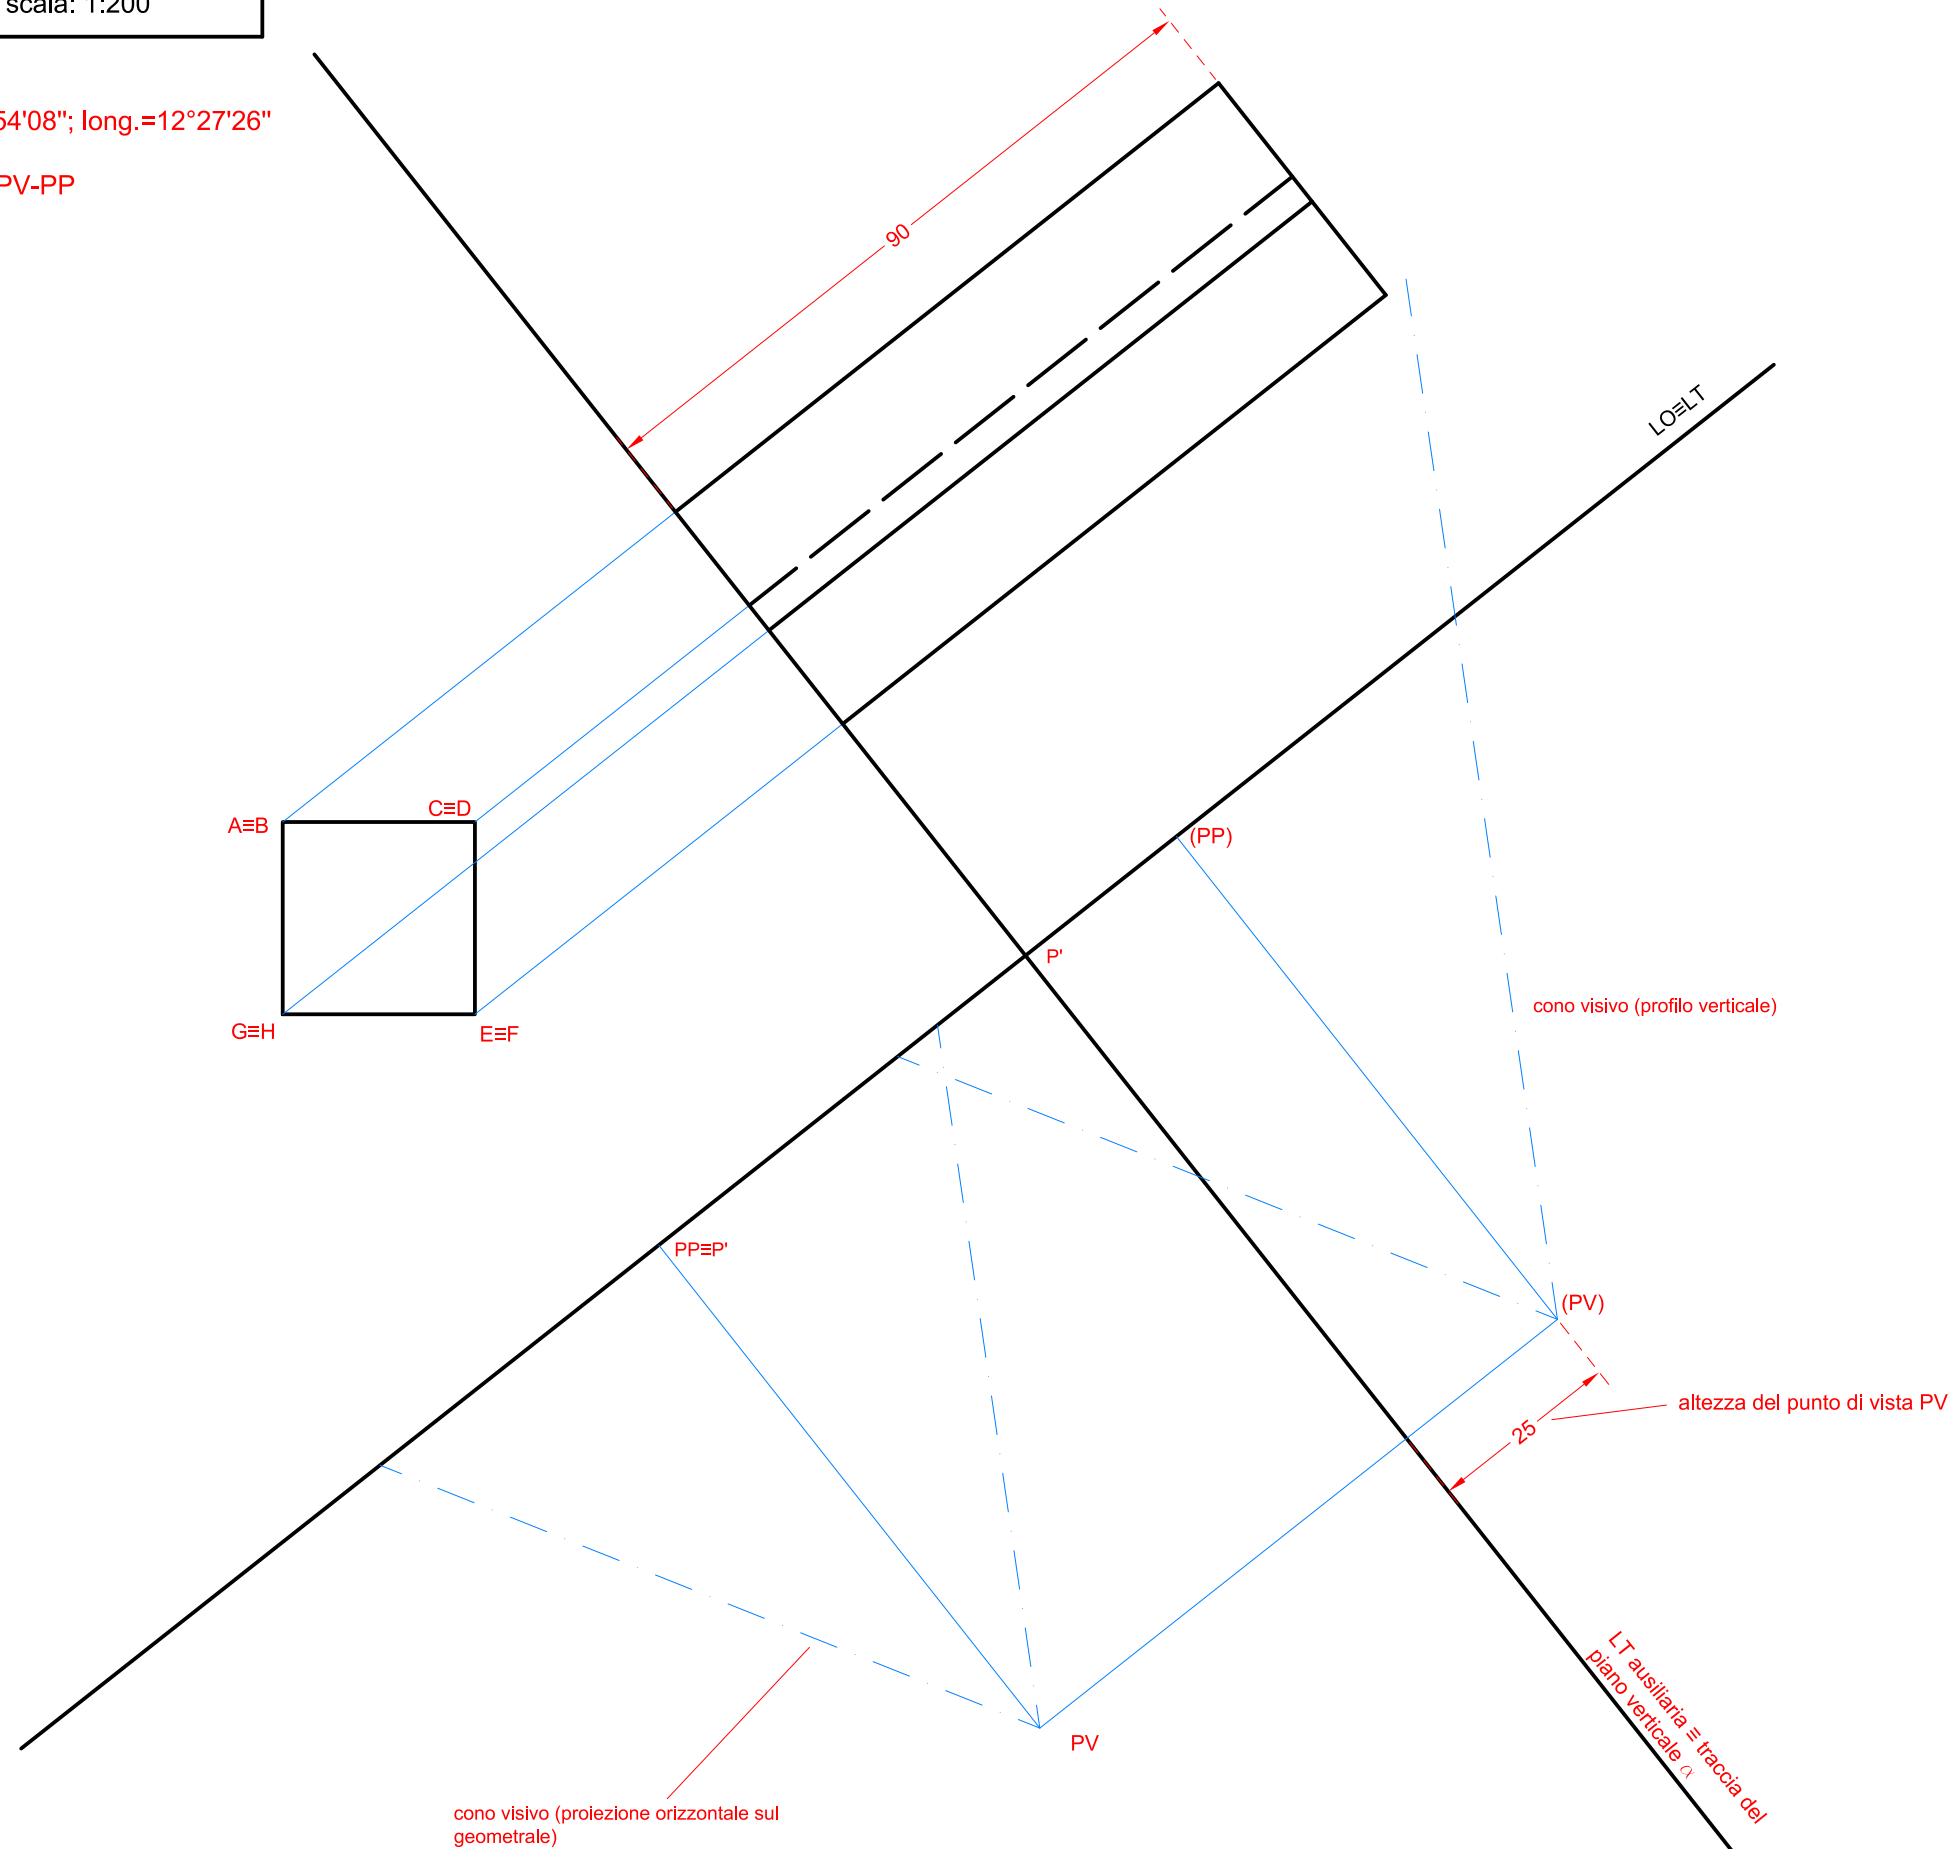 scala: 1:200
54'08"; long.=12°27'26"
PV-PP
90
LO≡LT
A≡B
C≡D
(PP)
P'
cono visivo (profilo verticale)
G≡H
E≡F
PP≡P'
(PV)
altezza del punto di vista PV
25
PV
LT ausiliaria ≡ traccia del
piano verticale α
cono visivo (proiezione orizzontale sul
geometrale)